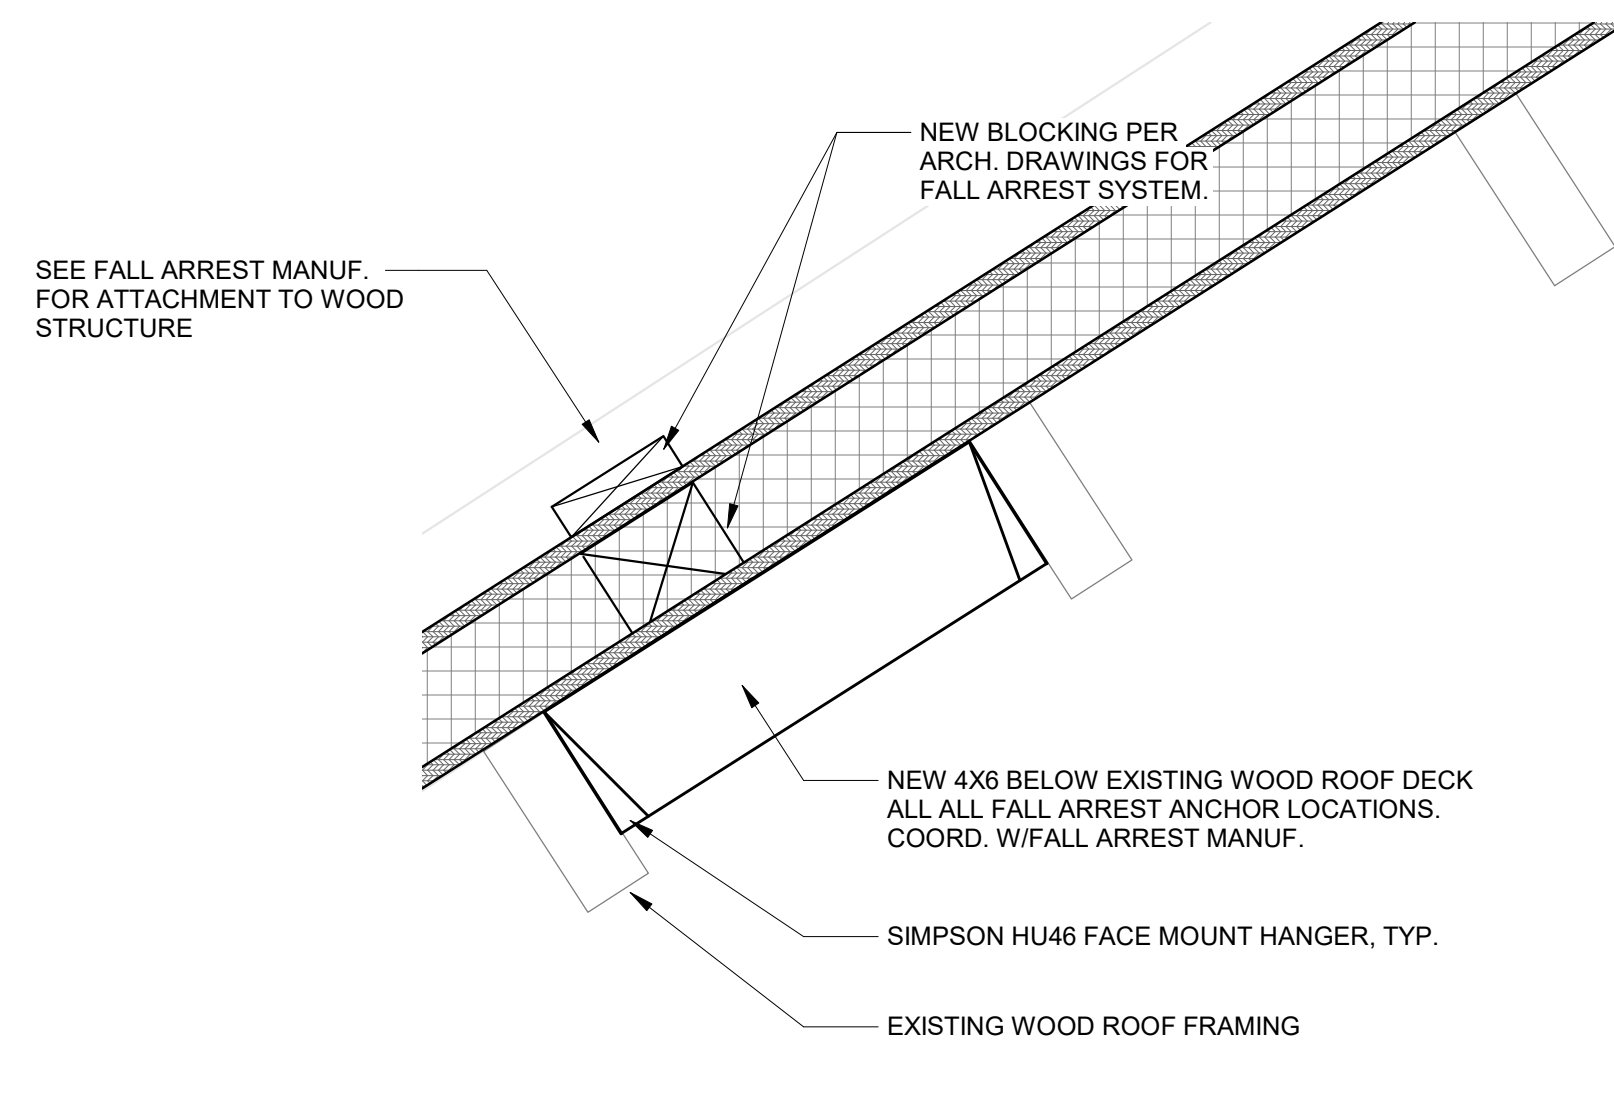 NEW BLOCKING PER
ARCH. DRAWINGS FOR
FALL ARREST SYSTEM.
SEE FALL ARREST MANUF.
FOR ATTACHMENT TO WOOD
STRUCTURE
NEW 4X6 BELOW EXISTING WOOD ROOF DECK
ALL ALL FALL ARREST ANCHOR LOCATIONS.
COORD. W/FALL ARREST MANUF.
SIMPSON HU46 FACE MOUNT HANGER, TYP.
EXISTING WOOD ROOF FRAMING